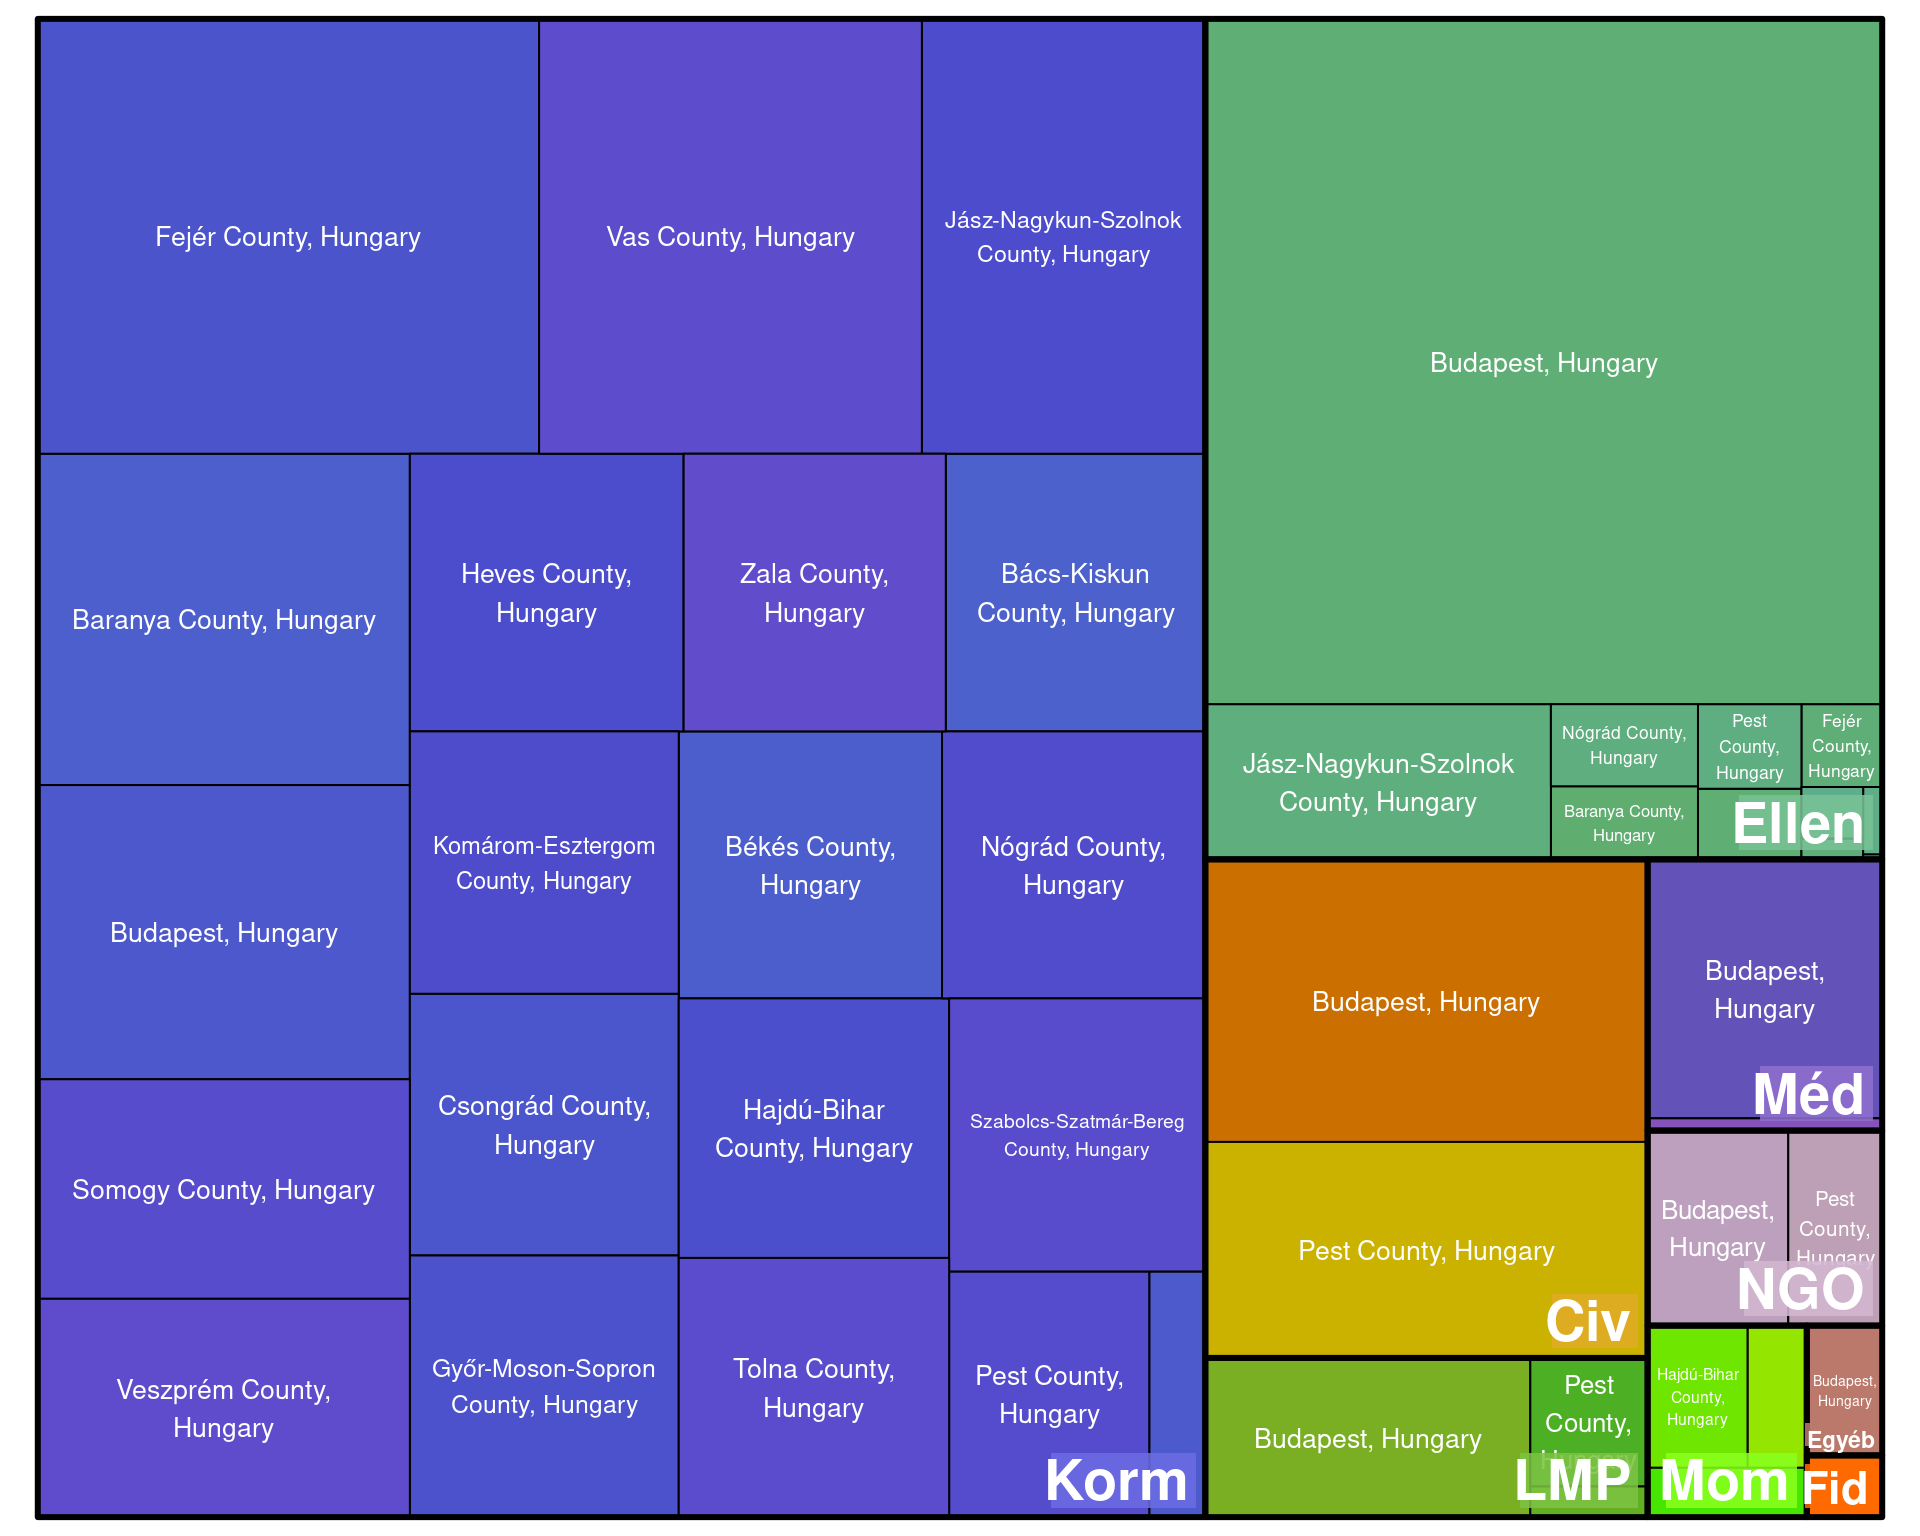 Fejér County, Hungary
Vas County, Hungary
Jász-Nagykun-Szolnok
County, Hungary
Baranya County, Hungary
Heves County,
Hungary
Zala County,
Hungary
Bács-Kiskun
County, Hungary
Budapest, Hungary
Komárom-Esztergom
County, Hungary
Békés County,
Hungary
Nógrád County,
Hungary
Somogy County, Hungary
Csongrád County,
Hungary
Hajdú-Bihar
County, Hungary
Szabolcs-Szatmár-Bereg
County, Hungary
Veszprém County,
Hungary
Győr-Moson-Sopron
County, Hungary
Tolna County,
Hungary
Pest County,
Hungary
Korm
Budapest, Hungary
Jász-Nagykun-Szolnok
County, Hungary
Nógrád County,
Hungary
Baranya County,
Hungary
Pest
County,
Hungary
Fejér
County,
Hungary
Ellen
Budapest, Hungary
Pest County, Hungary
Civ
Budapest,
Hungary
Méd
Budapest,
Hungary
Pest
County,
Hungary
NGO
Budapest, Hungary
Pest
County,
Hungary
LMP
Hajdú-Bihar
County,
Hungary
Mom
Budapest,
Hungary
Egyéb
Fid